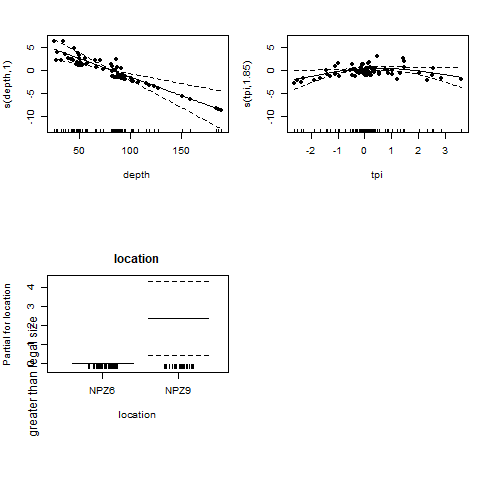 s(depth,1)
5
0
-5
-10
50 100 150
depth
s(tpi,1.85)
5
0
-5
-10
-2 -1 0 1 2 3
tpi
location
Partial for location
greater than legal size
4
3
2
1
0
NPZ6 NPZ9
location